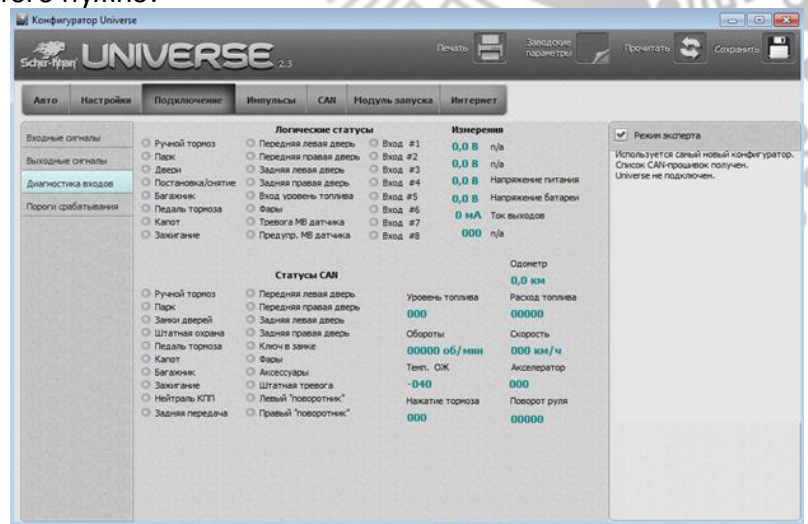 того нужно:
Конфигуратор Universe
Scher-Khan UNIVERSE 2.3
Печать
Заводские параметры
Прочитать
Сохранить
Авто Настройки Подключение Импульсы CAN Модуль запуска Интернет
Входные сигналы
Выходные сигналы
Диагностика входов
Пороги срабатывания
Логические статусы
Ручной тормоз Передняя левая дверь Вход #1
Парк Передняя правая дверь Вход #2
Двери Задняя левая дверь Вход #3
Постановка/снятие Задняя правая дверь Вход #4
Багажник Вход уровень топлива Вход #5
Педаль тормоза Фары Вход #6
Капот Тревога МВ датчика Вход #7
Зажигание Предупр. МВ датчика Вход #8
Измерения
0,0 В n/a
0,0 В n/a
0,0 В Напряжение питания
0,0 В Напряжение батареи
0 мА Ток выходов
000 n/a
Статусы CAN
Ручной тормоз Передняя левая дверь
Парк Передняя правая дверь
Замки дверей Задняя левая дверь
Штатная охрана Задняя правая дверь
Педаль тормоза Ключ в замке
Капот Фары
Багажник Аксессуары
Зажигание Штатная тревога
Нейтраль КПП Левый "поворотник"
Задняя передача Правый "поворотник"
Одометр
0,0 км
Уровень топлива Расход топлива
000 00000
Обороты Скорость
00000 об/мин 000 км/ч
Темп. ОЖ Акселератор
-040 000
Нажатие тормоза Поворот руля
000 00000
Режим эксперта
Используется самый новый конфигуратор.
Список CAN-прошивок получен.
Universe не подключен.